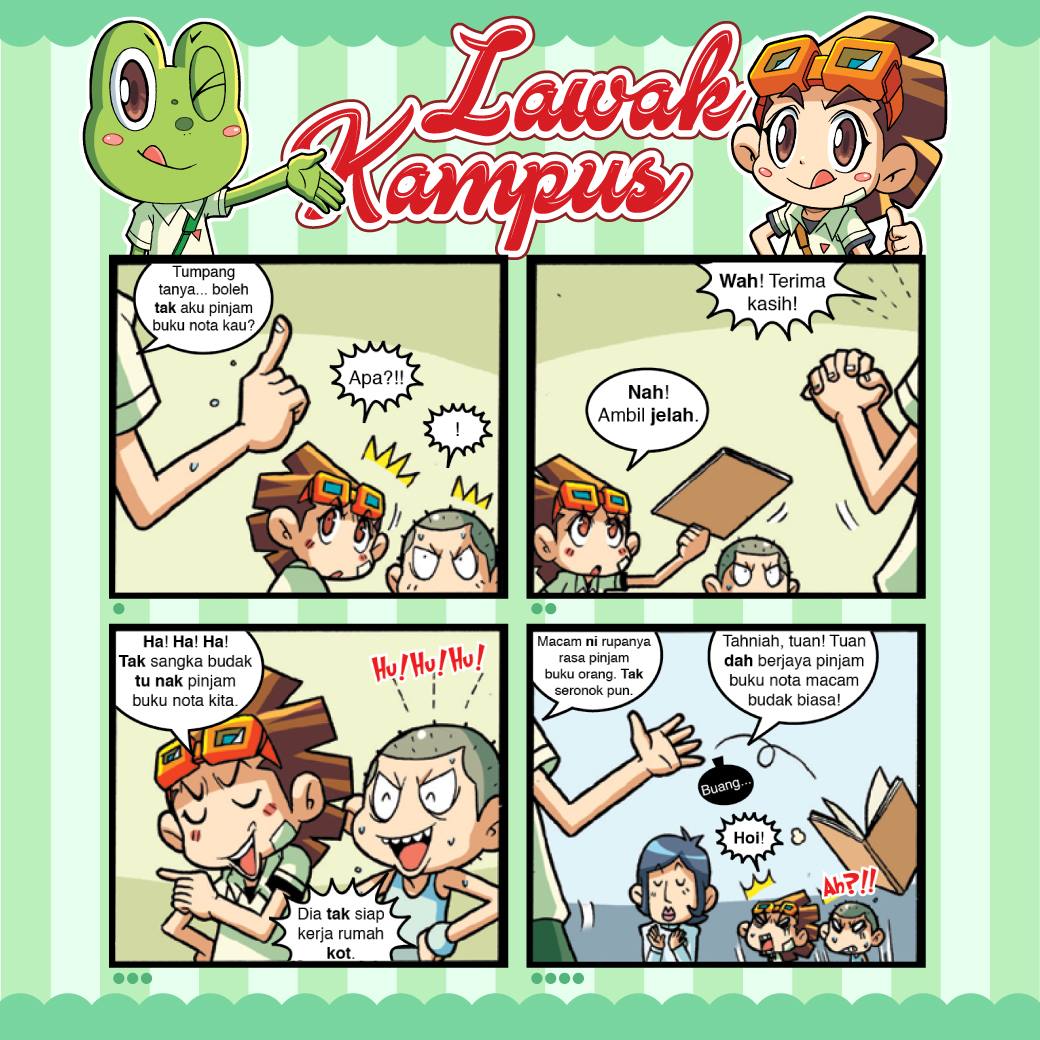 Lawak
Kampus
Tumpang
tanya... boleh
tak aku pinjam
buku nota kau?
Apa?!!
!
Wah! Terima
kasih!
Nah!
Ambil jelah.
Ha! Ha! Ha!
Tak sangka budak
tu nak pinjam
buku nota kita.
Hu! Hu! Hu!
Dia tak siap
kerja rumah
kot.
Macam ni rupanya
rasa pinjam
buku orang. Tak
seronok pun.
Tahniah, tuan! Tuan
dah berjaya pinjam
buku nota macam
budak biasa!
Buang...
Hoi!
Ah?!!